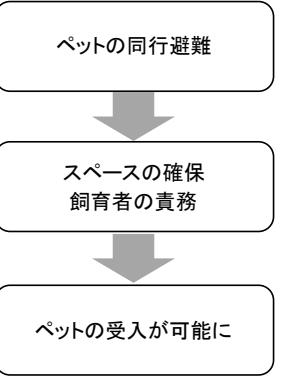 ペットの同行避難
スペースの確保
飼育者の責務
ペットの受入が可能に